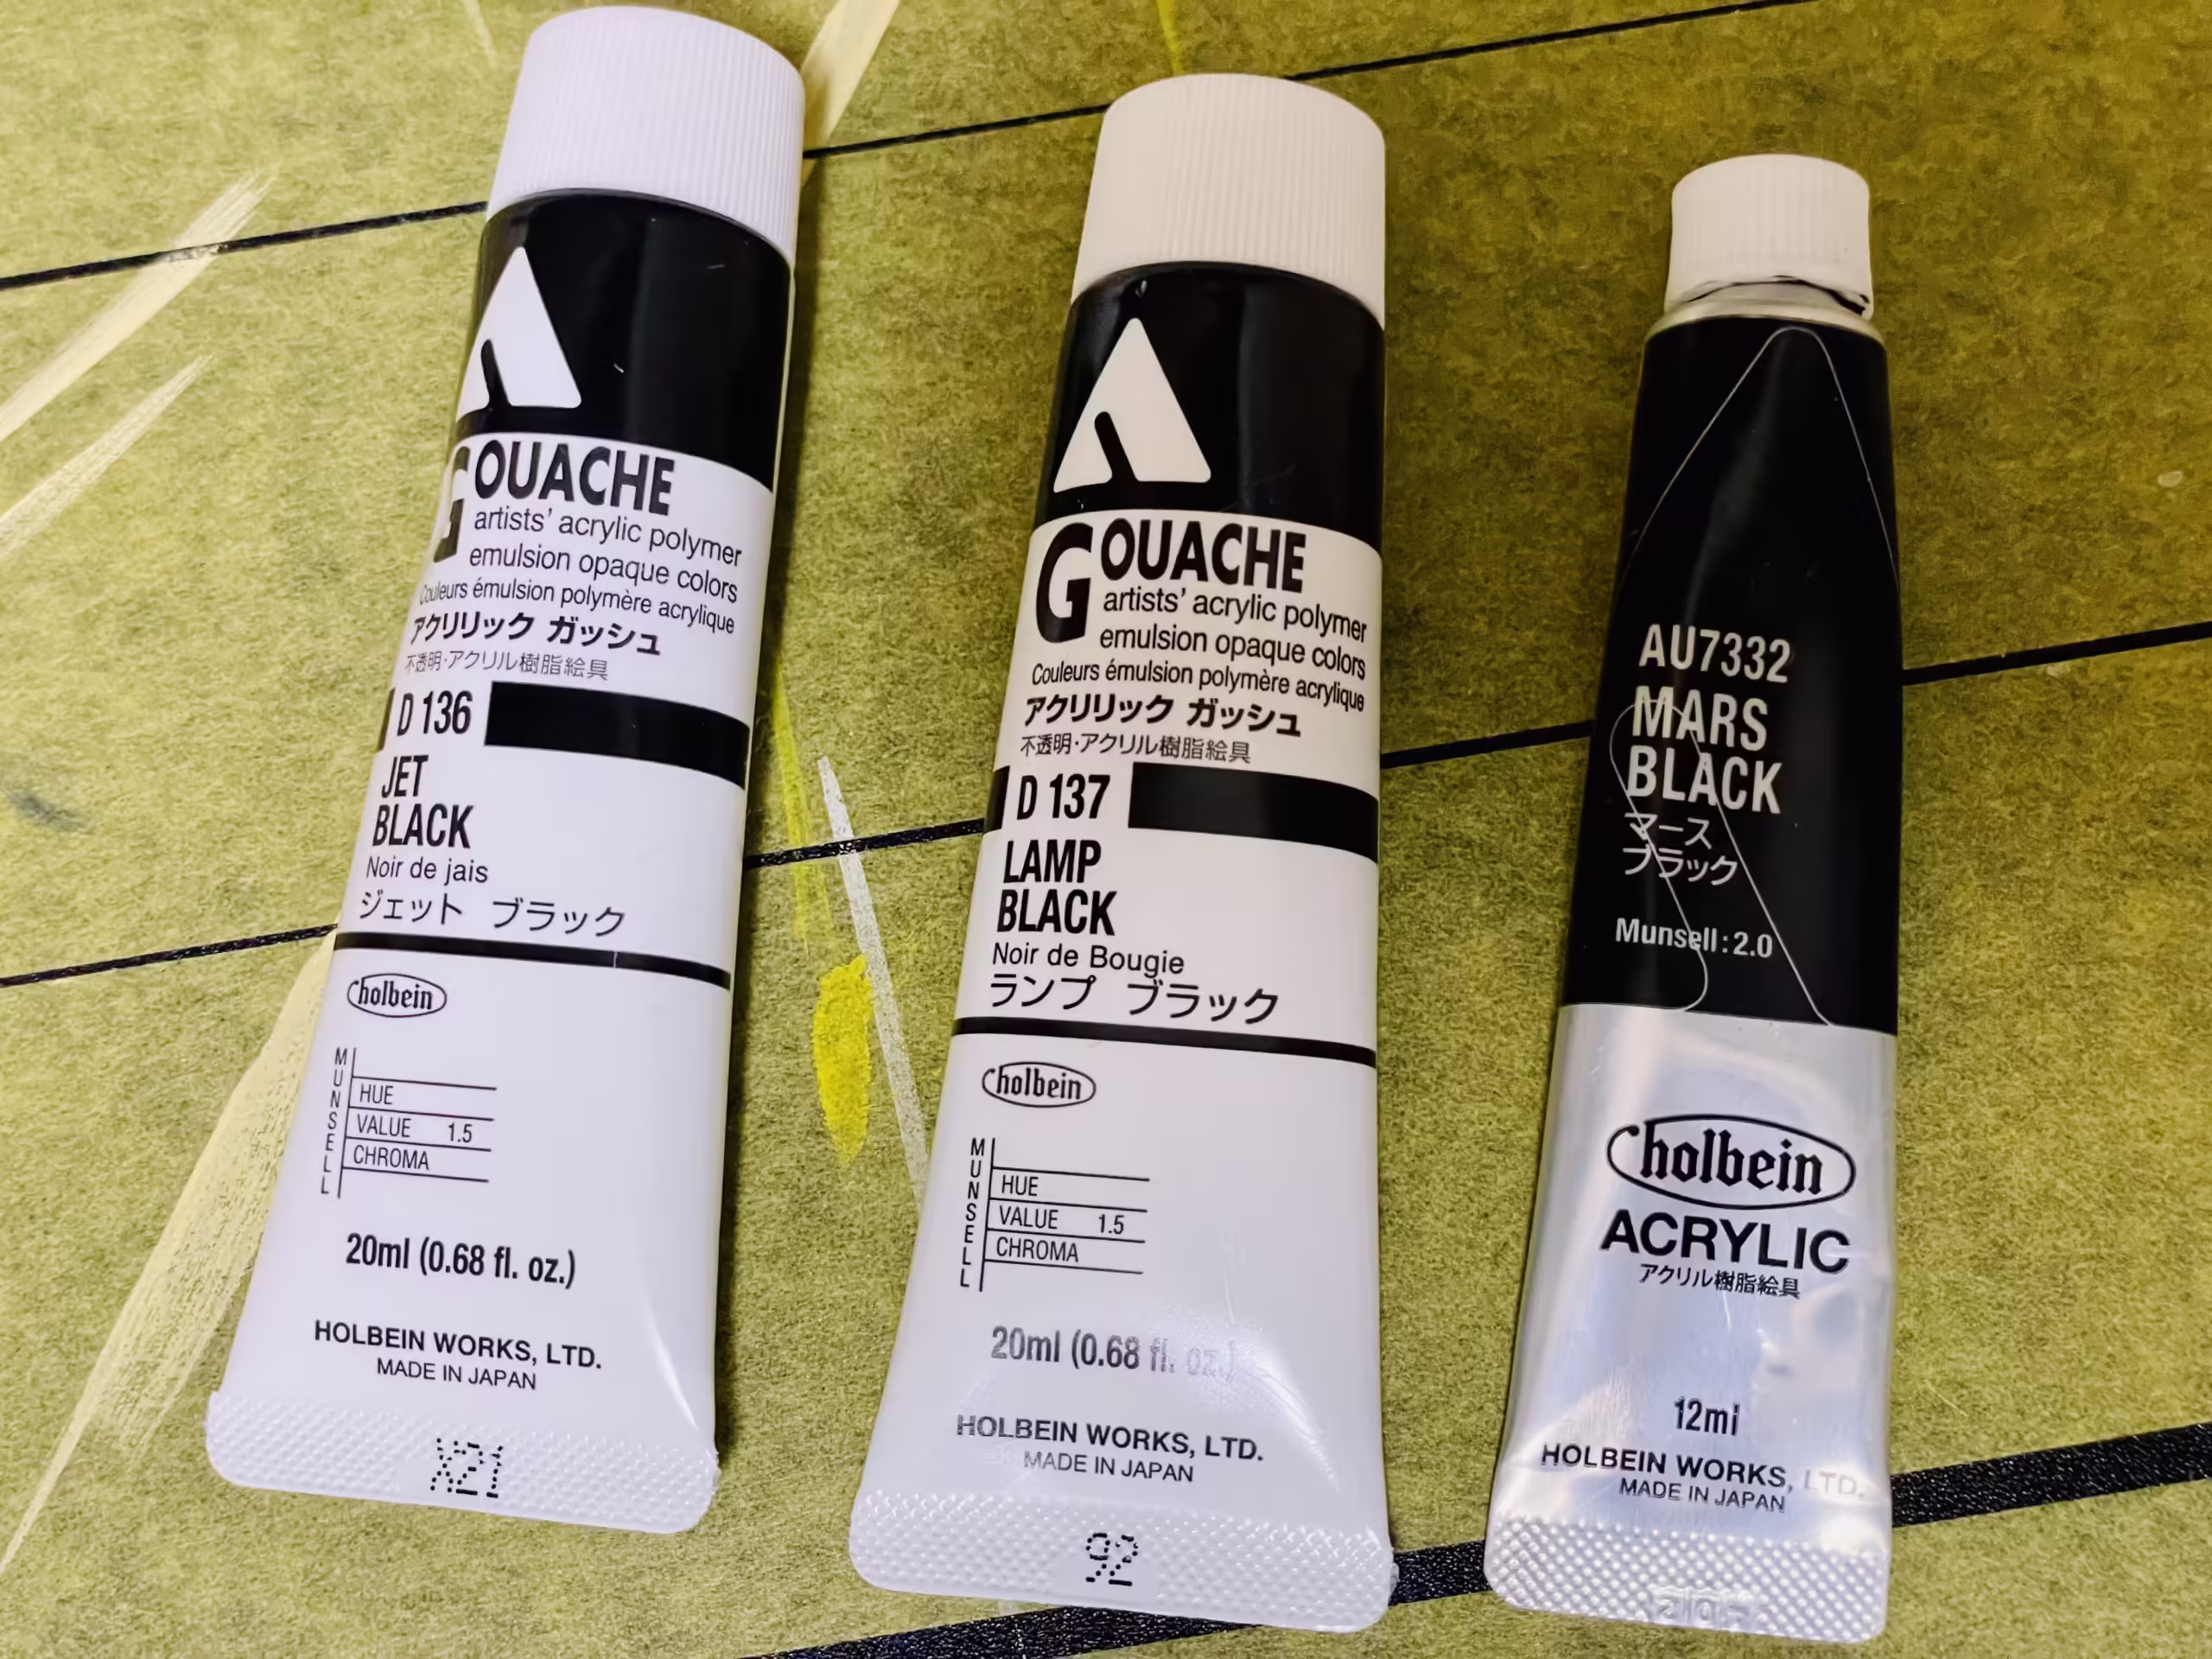 GOUACHE
artists' acrylic polymer
emulsion opaque colors
Couleurs émulsion polymère acrylique
アクリリック ガッシュ
不透明・アクリル樹脂絵具
D 136
JET
BLACK
Noir de jais
ジェット ブラック
holbein
MUNSELL
HUE
VALUE 1.5
CHROMA
20ml (0.68 fl. oz.)
HOLBEIN WORKS, LTD.
MADE IN JAPAN
X21
GOUACHE
artists' acrylic polymer
emulsion opaque colors
Couleurs émulsion polymère acrylique
アクリリック ガッシュ
不透明・アクリル樹脂絵具
D 137
LAMP
BLACK
Noir de Bougie
ランプ ブラック
holbein
MUNSELL
HUE
VALUE 1.5
CHROMA
20ml (0.68 fl. oz.)
HOLBEIN WORKS, LTD.
MADE IN JAPAN
92
AU7332
MARS
BLACK
マース
ブラック
Munsell:2.0
holbein
ACRYLIC
アクリル樹脂絵具
12ml
HOLBEIN WORKS, LTD.
MADE IN JAPAN